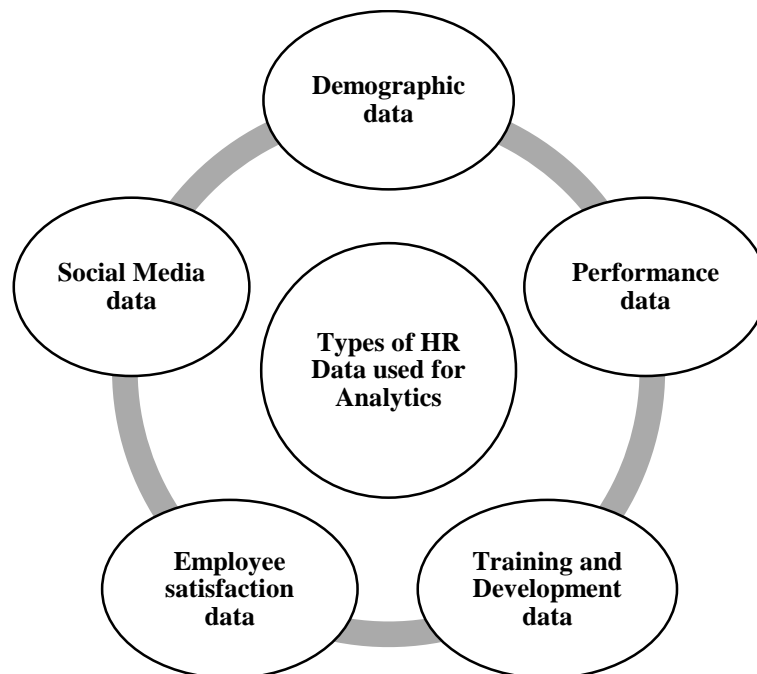 Demographic
data
Social Media
data
Performance
data
Types of HR
Data used for
Analytics
Employee
satisfaction
data
Training and
Development
data